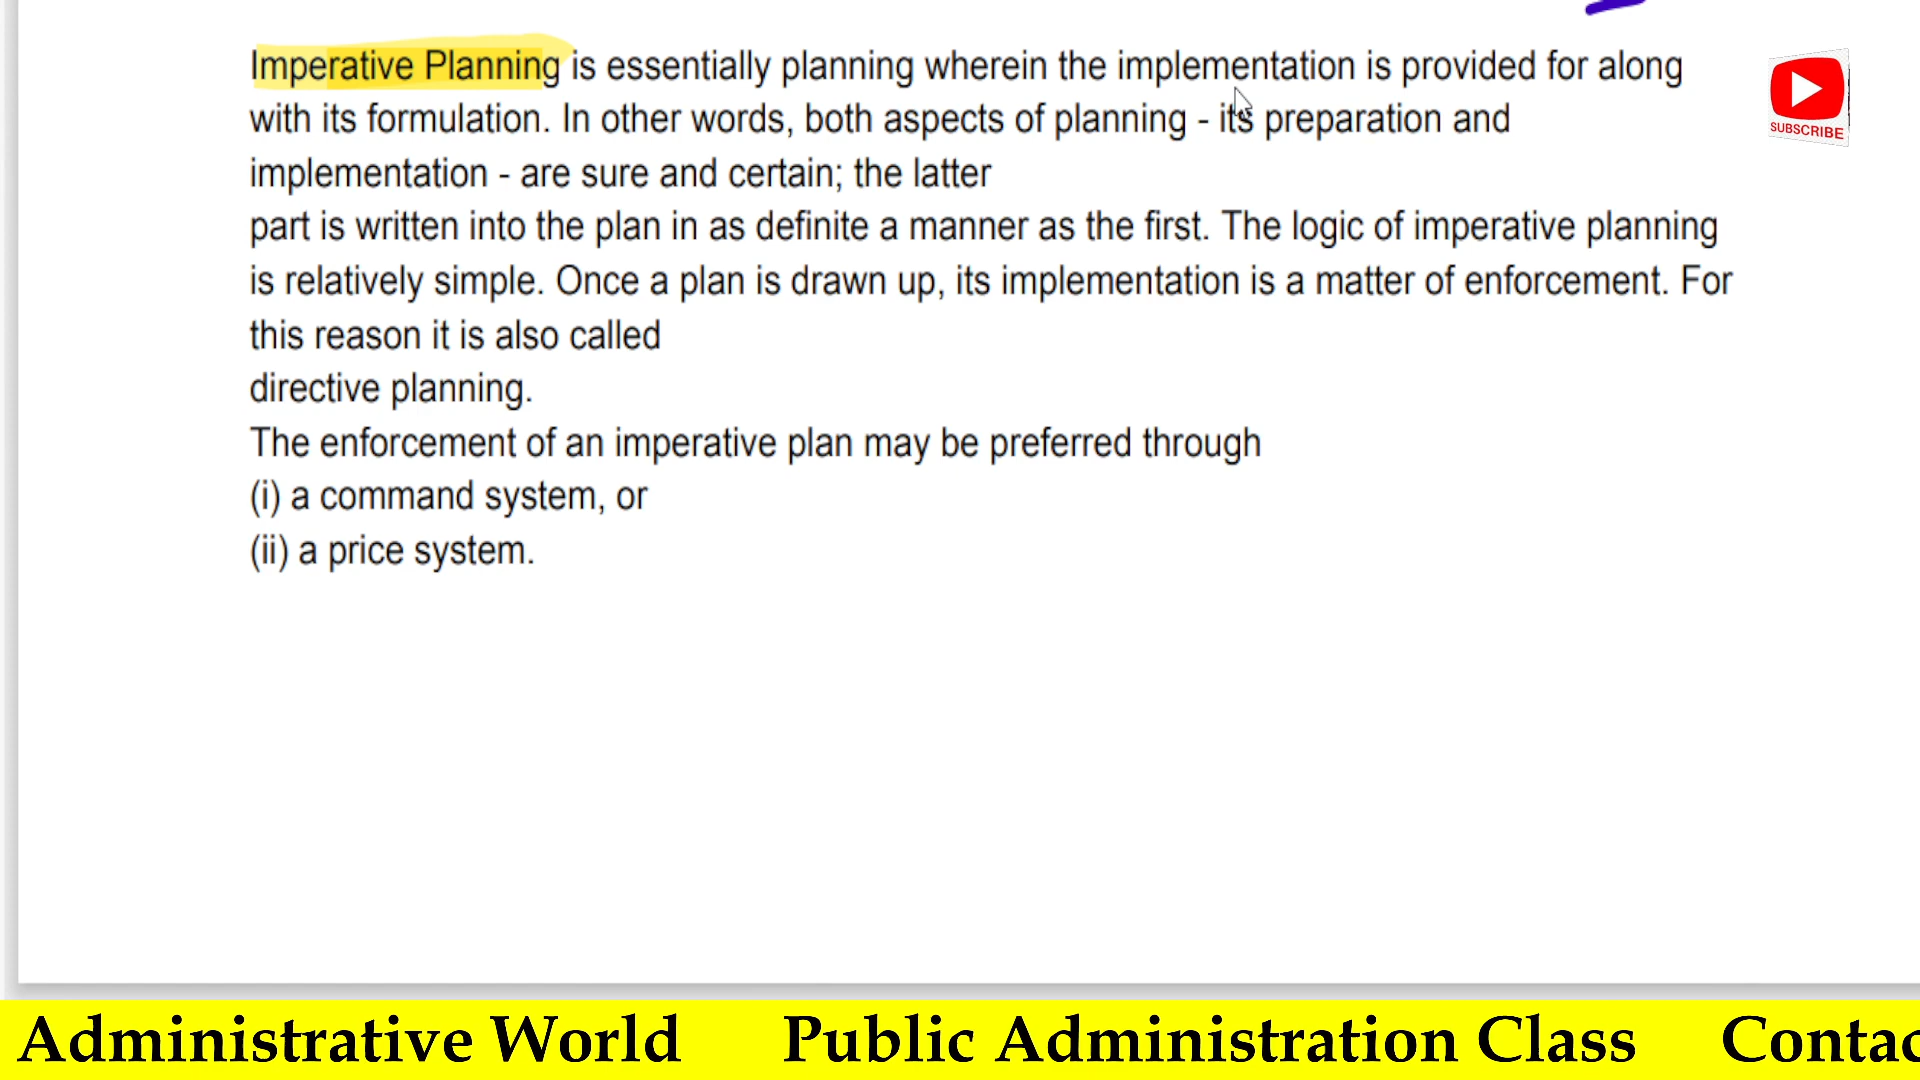 Imperative Planning is essentially planning wherein the implementation is provided for along
with its formulation. In other words, both aspects of planning - its preparation and
implementation - are sure and certain; the latter
part is written into the plan in as definite a manner as the first. The logic of imperative planning
is relatively simple. Once a plan is drawn up, its implementation is a matter of enforcement. For
this reason it is also called
directive planning.
The enforcement of an imperative plan may be preferred through
(i) a command system, or
(ii) a price system.
SUBSCRIBE
Administrative World Public Administration Class Contac